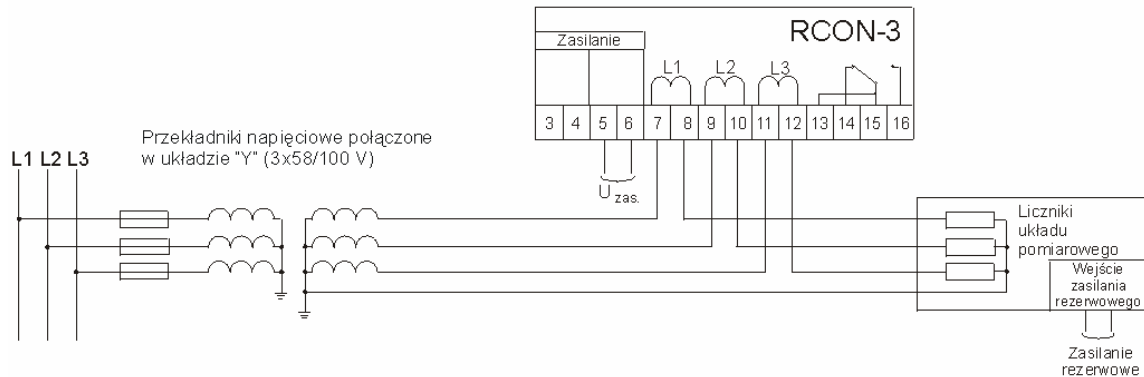 RCON-3
Zasilanie
L1 L2 L3
3 4 5 6 7 8 9 10 11 12 13 14 15 16
U zas.
Przekładniki napięciowe połączone
w układzie "Y" (3x58/100 V)
L1 L2 L3
Liczniki
układu
pomiarowego
Wejście
zasilania
rezerwowego
Zasilanie
rezerwowe